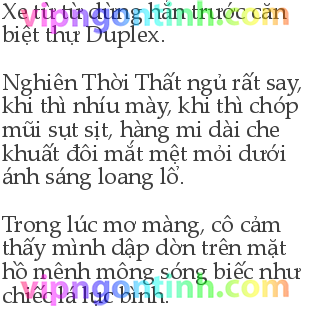 Xe từ từ dừng hẳn trước căn
biệt thự Duplex.
Nghiên Thời Thất ngủ rất say,
khi thì nhíu mày, khi thì chóp
mũi sụt sịt, hàng mi dài che
khuất đôi mắt mệt mỏi dưới
ánh sáng loang lổ.
Trong lúc mơ màng, cô cảm
thấy mình dập dờn trên mặt
hồ mênh mông sóng biếc như
chiếc lá lục bình.
vipngontinh.com
vipngontinh.com